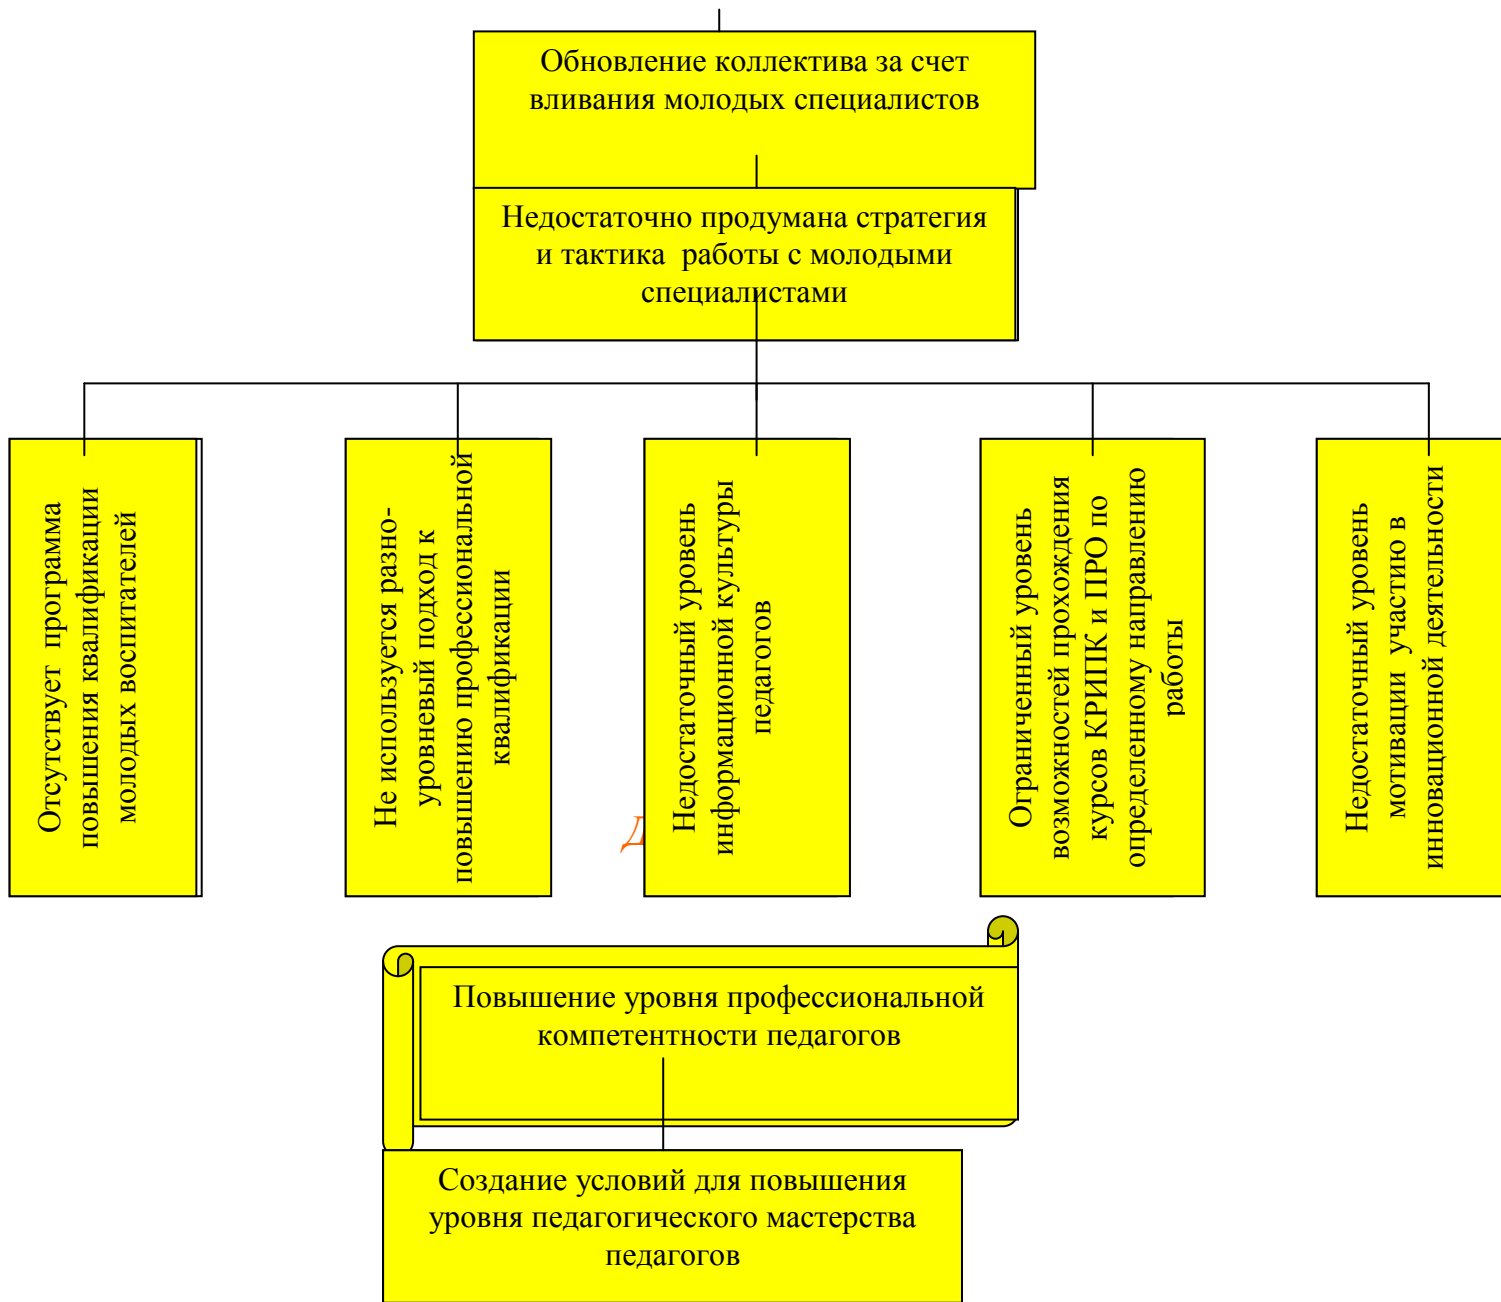 Обновление коллектива за счет
вливания молодых специалистов
Недостаточно продумана стратегия
и тактика  работы с молодыми
специалистами
Отсутствует  программа
повышения квалификации
молодых воспитателей
Не используется разно-
уровневый подход к
повышению профессиональной
квалификации
Недостаточный уровень
информационной культуры
педагогов
Ограниченный уровень
возможностей прохождения
курсов КРИПК и ПРО по
определенному направлению
работы
Недостаточный уровень
мотивации  участию в
инновационной деятельности
Д
Повышение уровня профессиональной
компетентности педагогов
Создание условий для повышения
уровня педагогического мастерства
педагогов